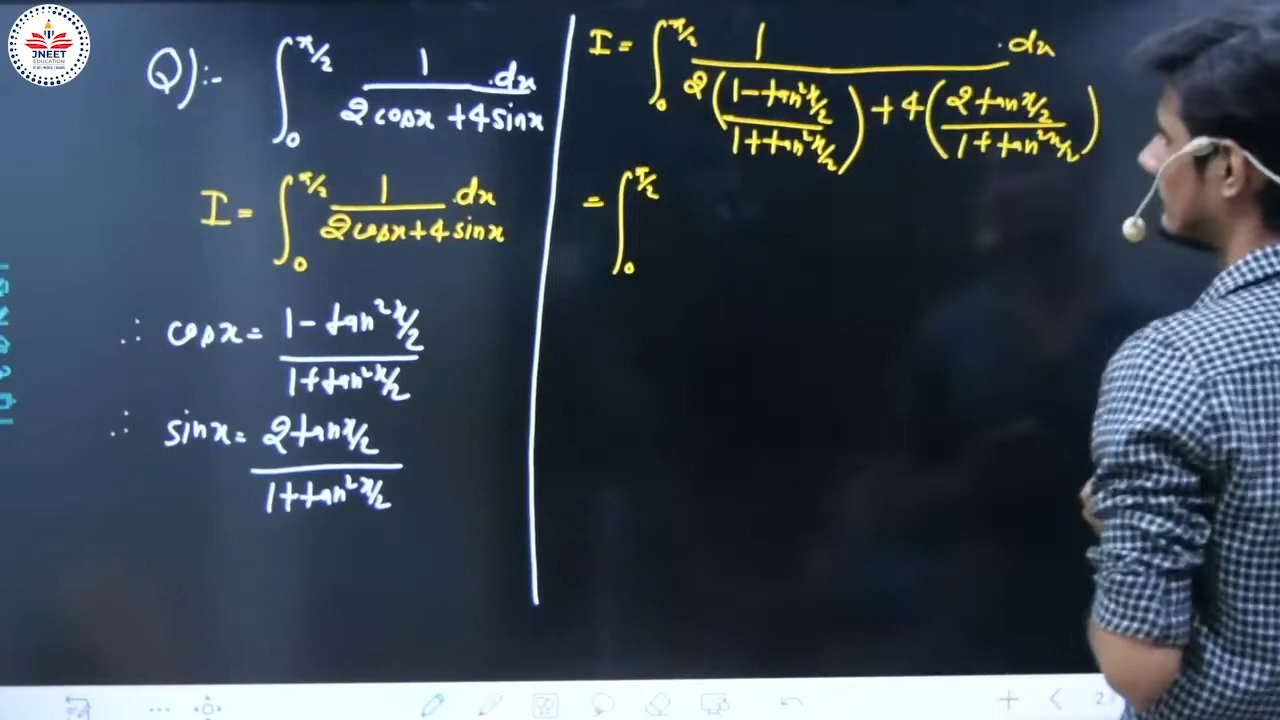 JNEET
EDUCATION
Q):- ∫₀^π/2 1/(2cosx + 4sinx) .dx
I = ∫₀^π/2 1/(2cosx + 4sinx) .dx
∴ cosx = (1 - tan²x/2)/(1 + tan²x/2)
∴ sinx = (2tanx/2)/(1 + tan²x/2)
I = ∫₀^π/2 1/(2((1 - tan²x/2)/(1 + tan²x/2)) + 4((2tanx/2)/(1 + tan²x/2))) .dx
= ∫₀^π/2
2